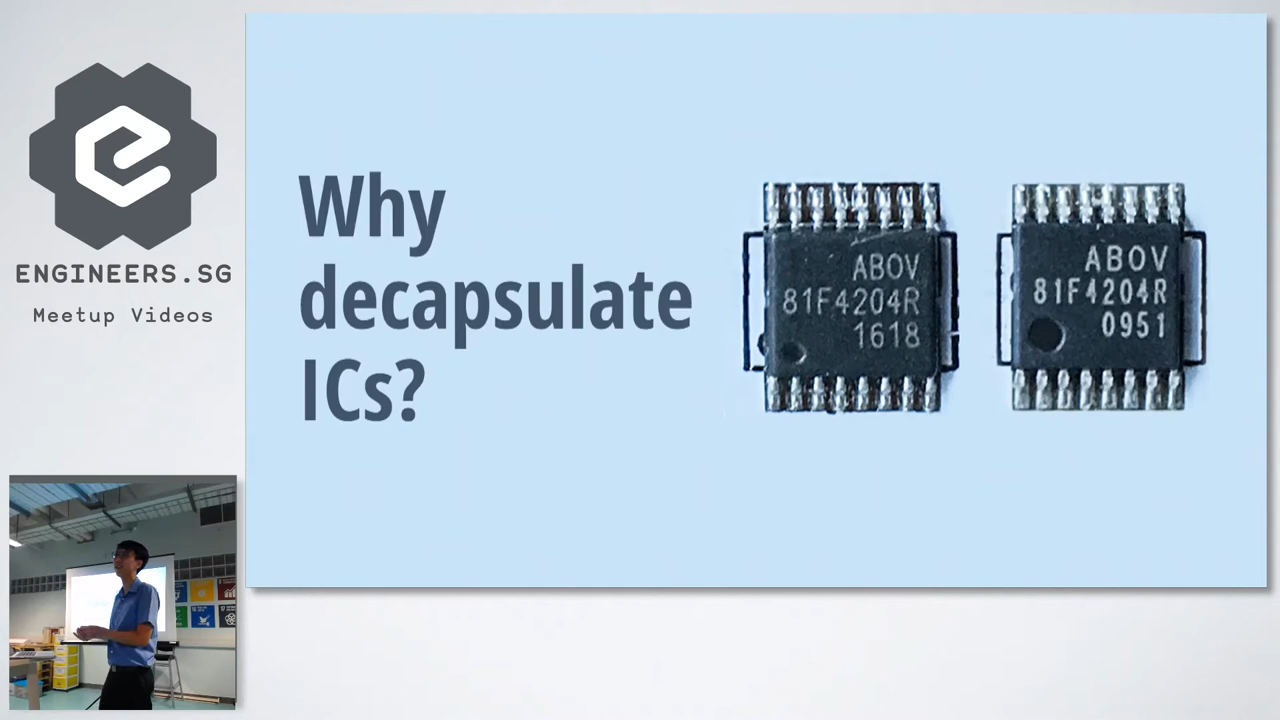 ENGINEERS.SG
Meetup Videos
Why
decapsulate
ICs?
ABOV
81F4204R
1618
ABOV
81F4204R
0951